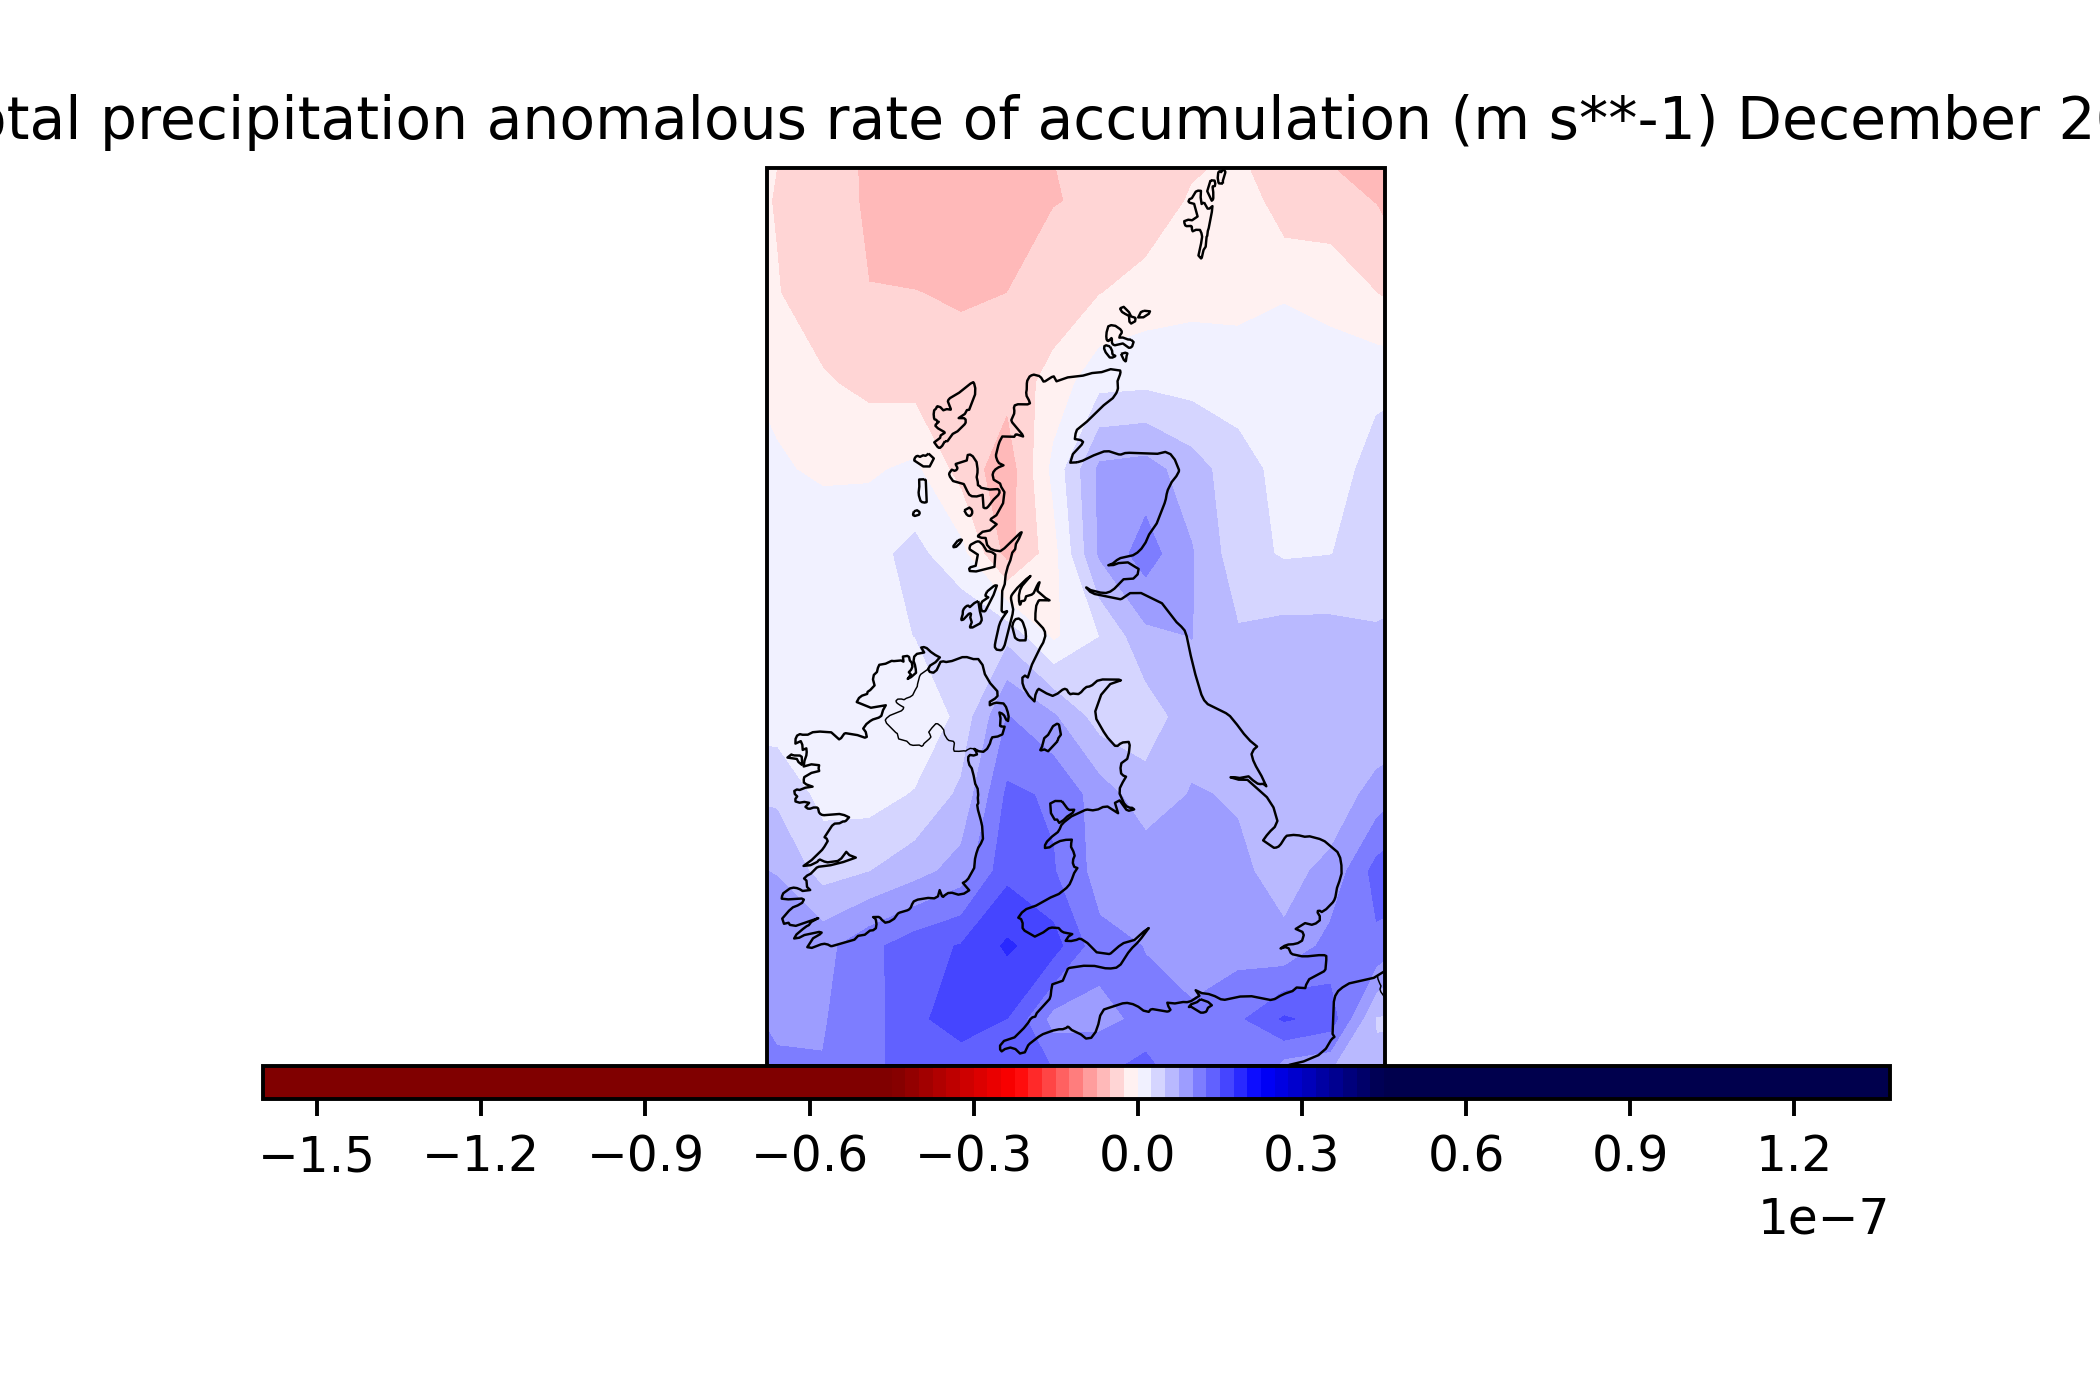 otal precipitation anomalous rate of accumulation (m s**-1) December 20
−1.5 −1.2 −0.9 −0.6 −0.3 0.0 0.3 0.6 0.9 1.2
1e−7